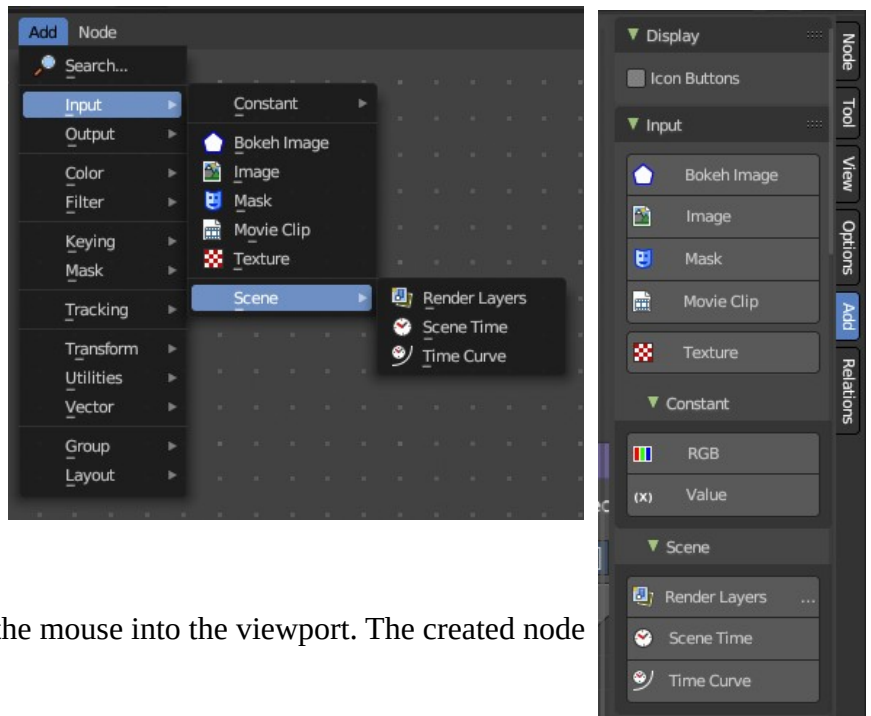 Add Node
Search...
Input
Output
Color
Filter
Keying
Mask
Tracking
Transform
Utilities
Vector
Group
Layout
Constant
Bokeh Image
Image
Mask
Movie Clip
Texture
Scene
Render Layers
Scene Time
Time Curve
the mouse into the viewport. The created node
Display
Icon Buttons
Input
Bokeh Image
Image
Mask
Movie Clip
Texture
Constant
RGB
(x) Value
Scene
Render Layers ...
Scene Time
Time Curve
Node
Tool
View
Options
Add
Relations